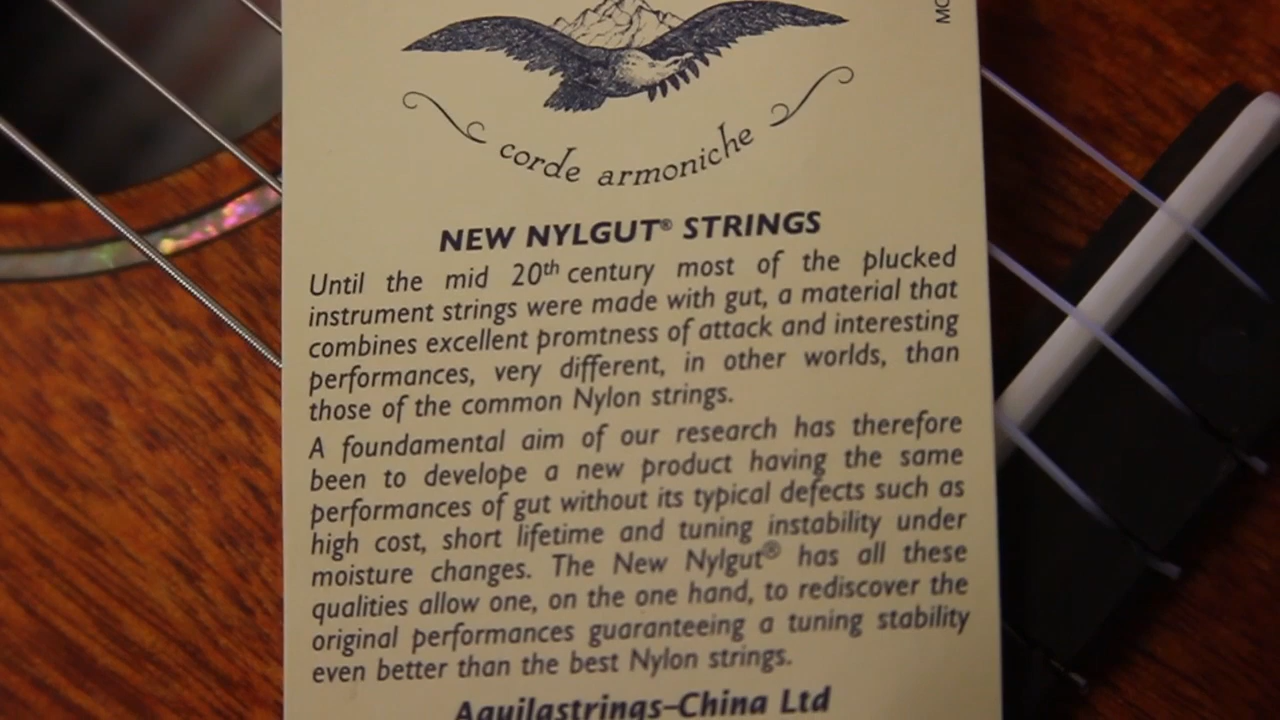 MC
corde armoniche
NEW NYLGUT® STRINGS
Until the mid 20th century most of the plucked
instrument strings were made with gut, a material that
combines excellent promtness of attack and interesting
performances, very different, in other worlds, than
those of the common Nylon strings.
A foundamental aim of our research has therefore
been to develope a new product having the same
performances of gut without its typical defects such as
high cost, short lifetime and tuning instability under
moisture changes. The New Nylgut® has all these
qualities allow one, on the one hand, to rediscover the
original performances guaranteeing a tuning stability
even better than the best Nylon strings.
Aquilastrings-China Ltd